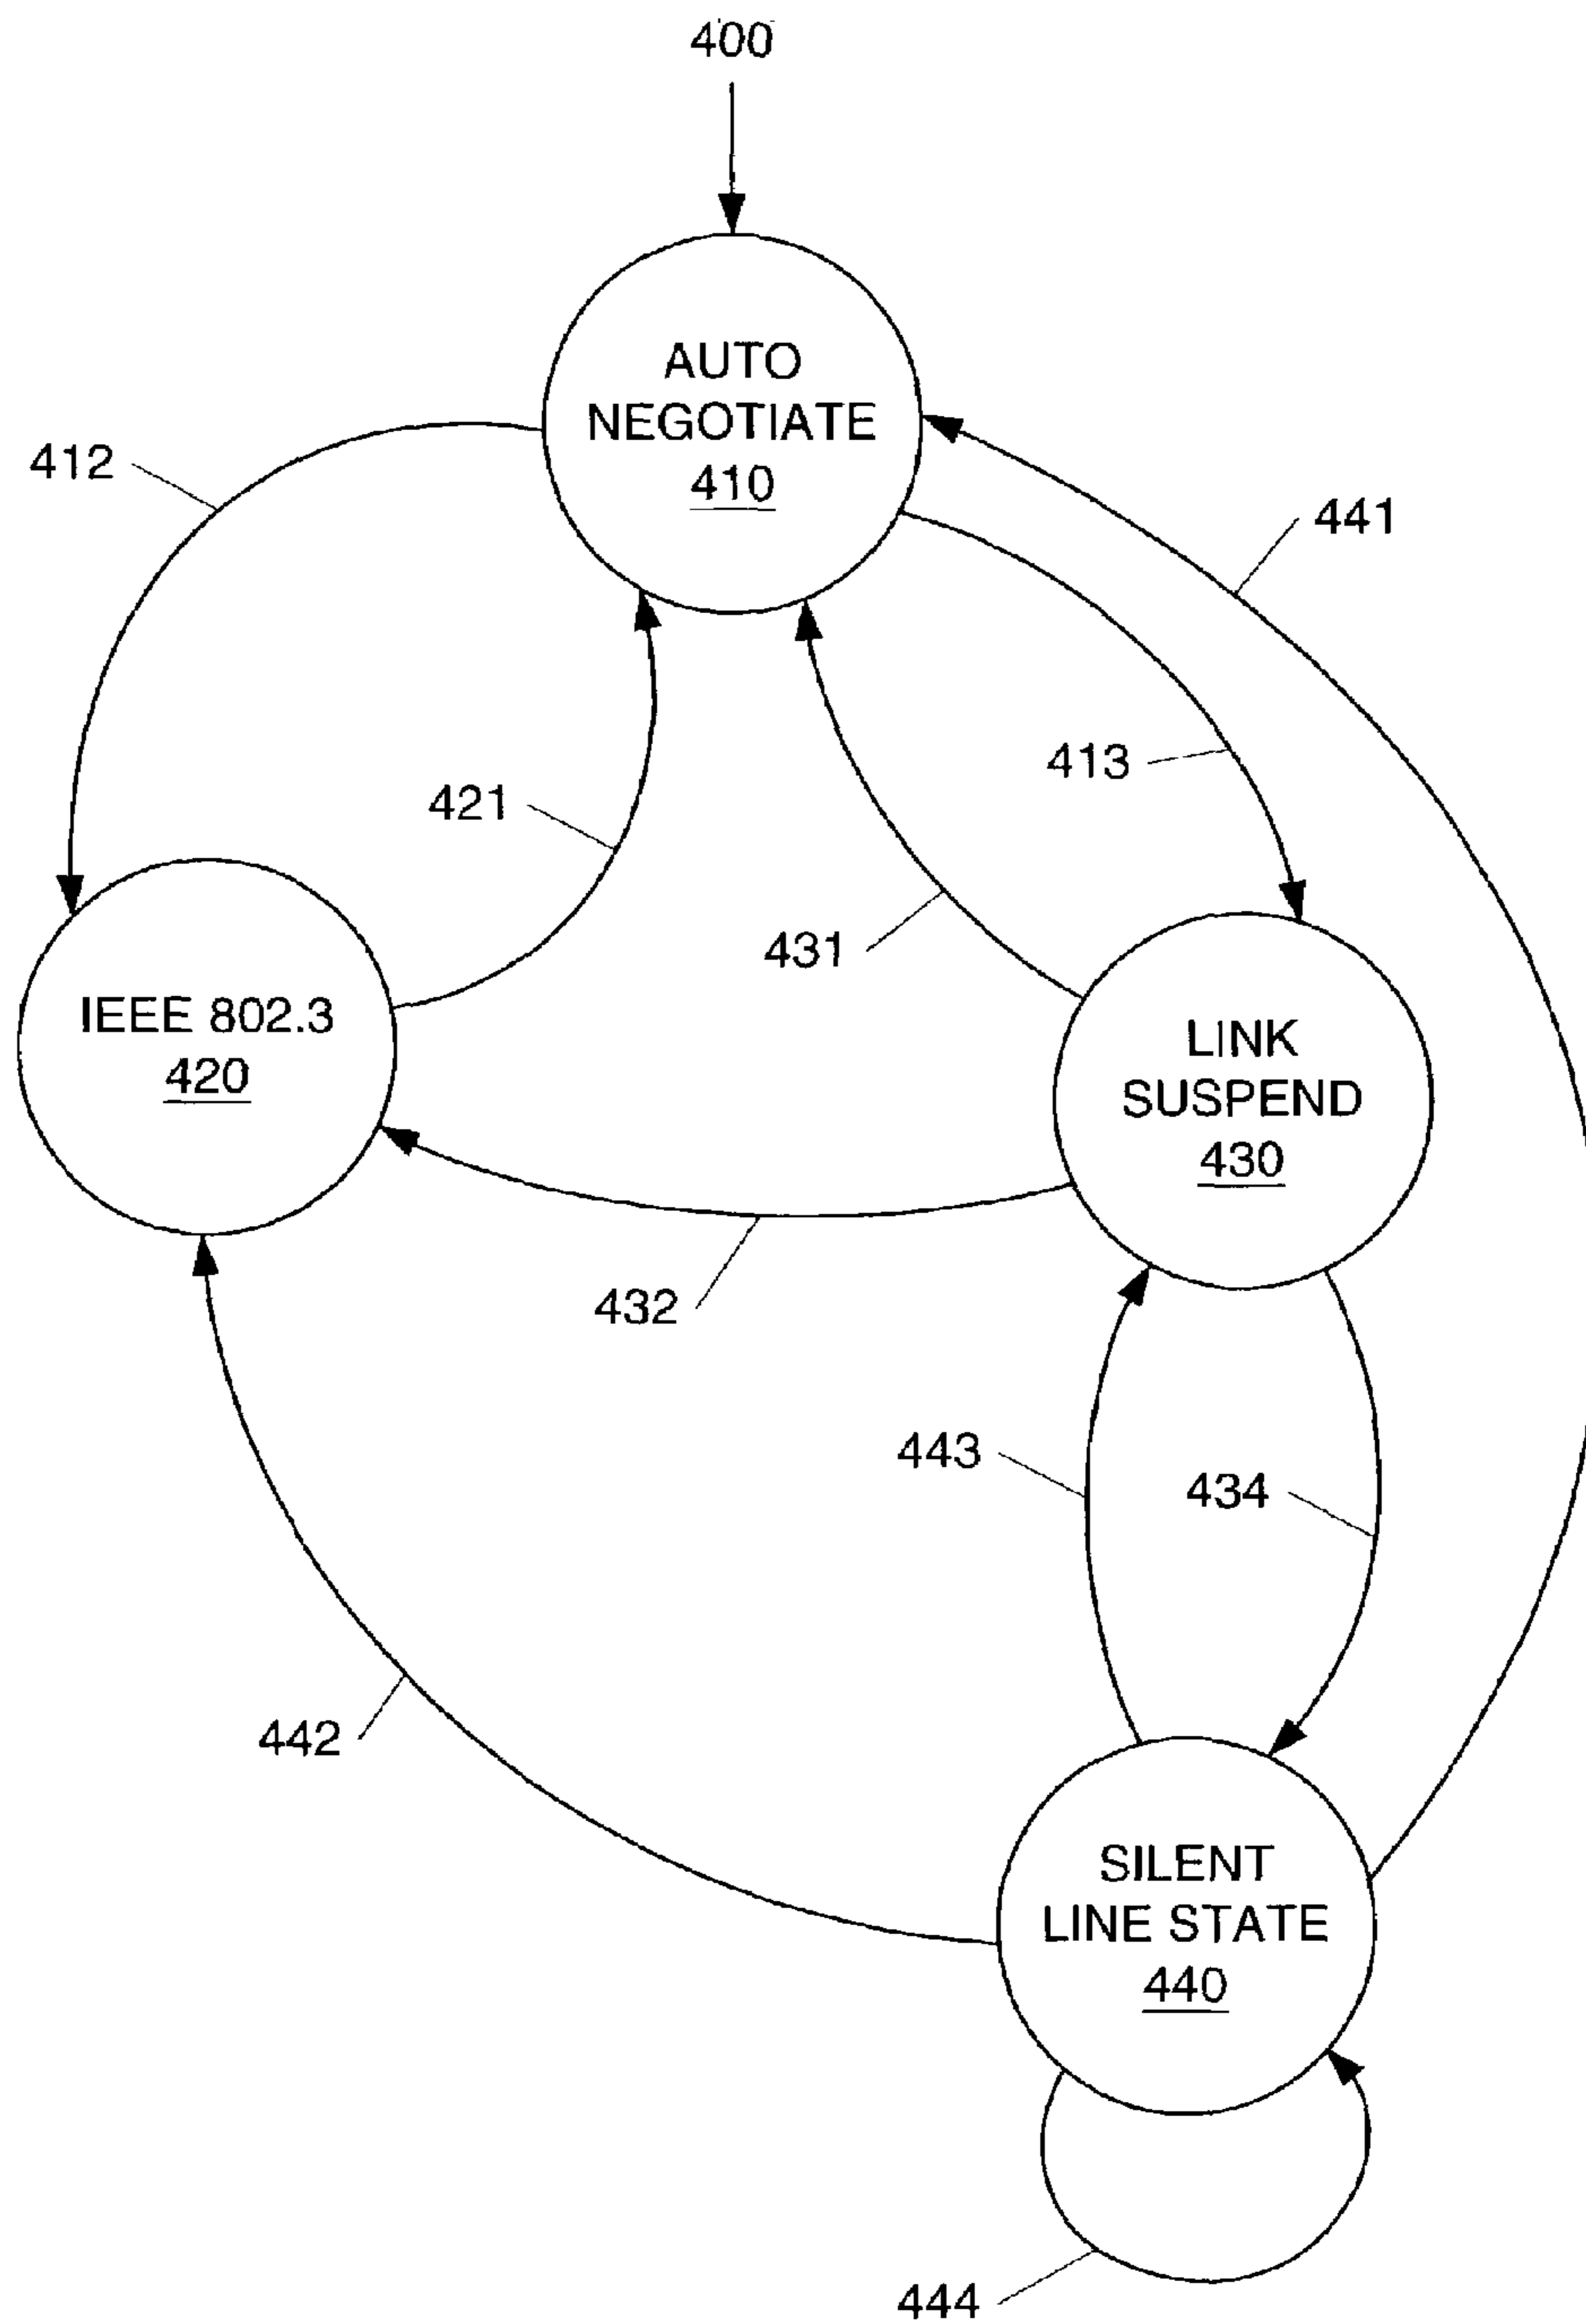 400
AUTO
NEGOTIATE
410
412
441
413
421
431
IEEE 802.3
420
LINK
SUSPEND
430
432
443
434
442
SILENT
LINE STATE
440
444